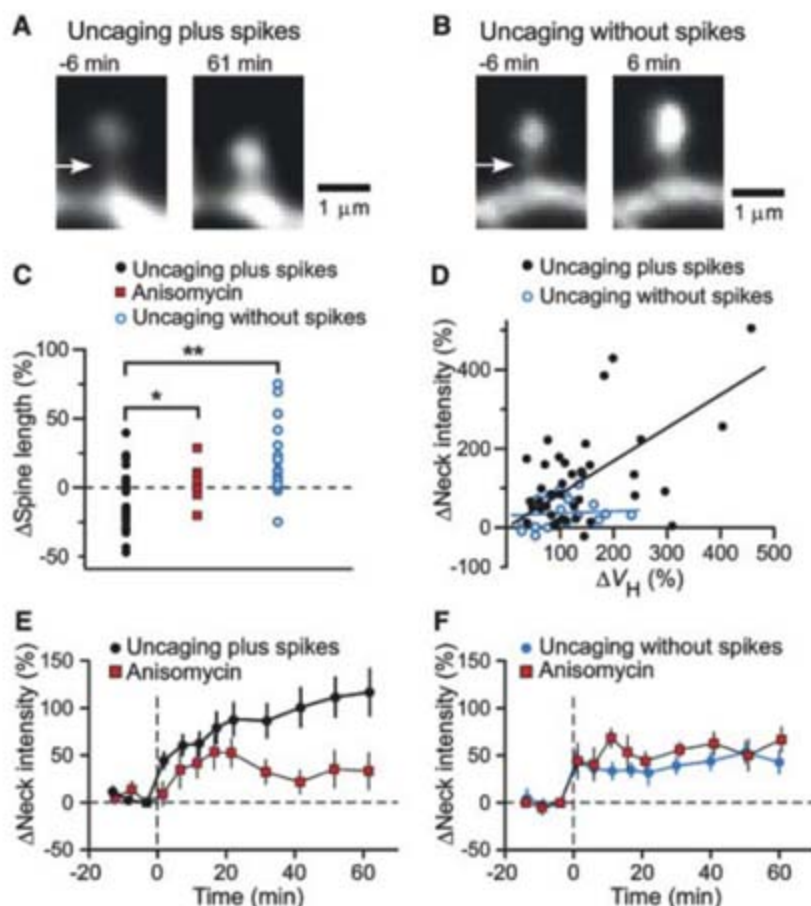 A
Uncaging plus spikes
-6 min
61 min
1 μm
B
Uncaging without spikes
-6 min
6 min
1 μm
C
Uncaging plus spikes
Anisomycin
Uncaging without spikes
ΔSpine length (%)
100
50
0
-50
*
**
D
Uncaging plus spikes
Uncaging without spikes
ΔNeck intensity (%)
400
200
0
-100
100 200 300 400 500
ΔVH (%)
E
Uncaging plus spikes
Anisomycin
ΔNeck intensity (%)
150
100
50
0
-50
-20 0 20 40 60
Time (min)
F
Uncaging without spikes
Anisomycin
ΔNeck intensity (%)
150
100
50
0
-50
-20 0 20 40 60
Time (min)